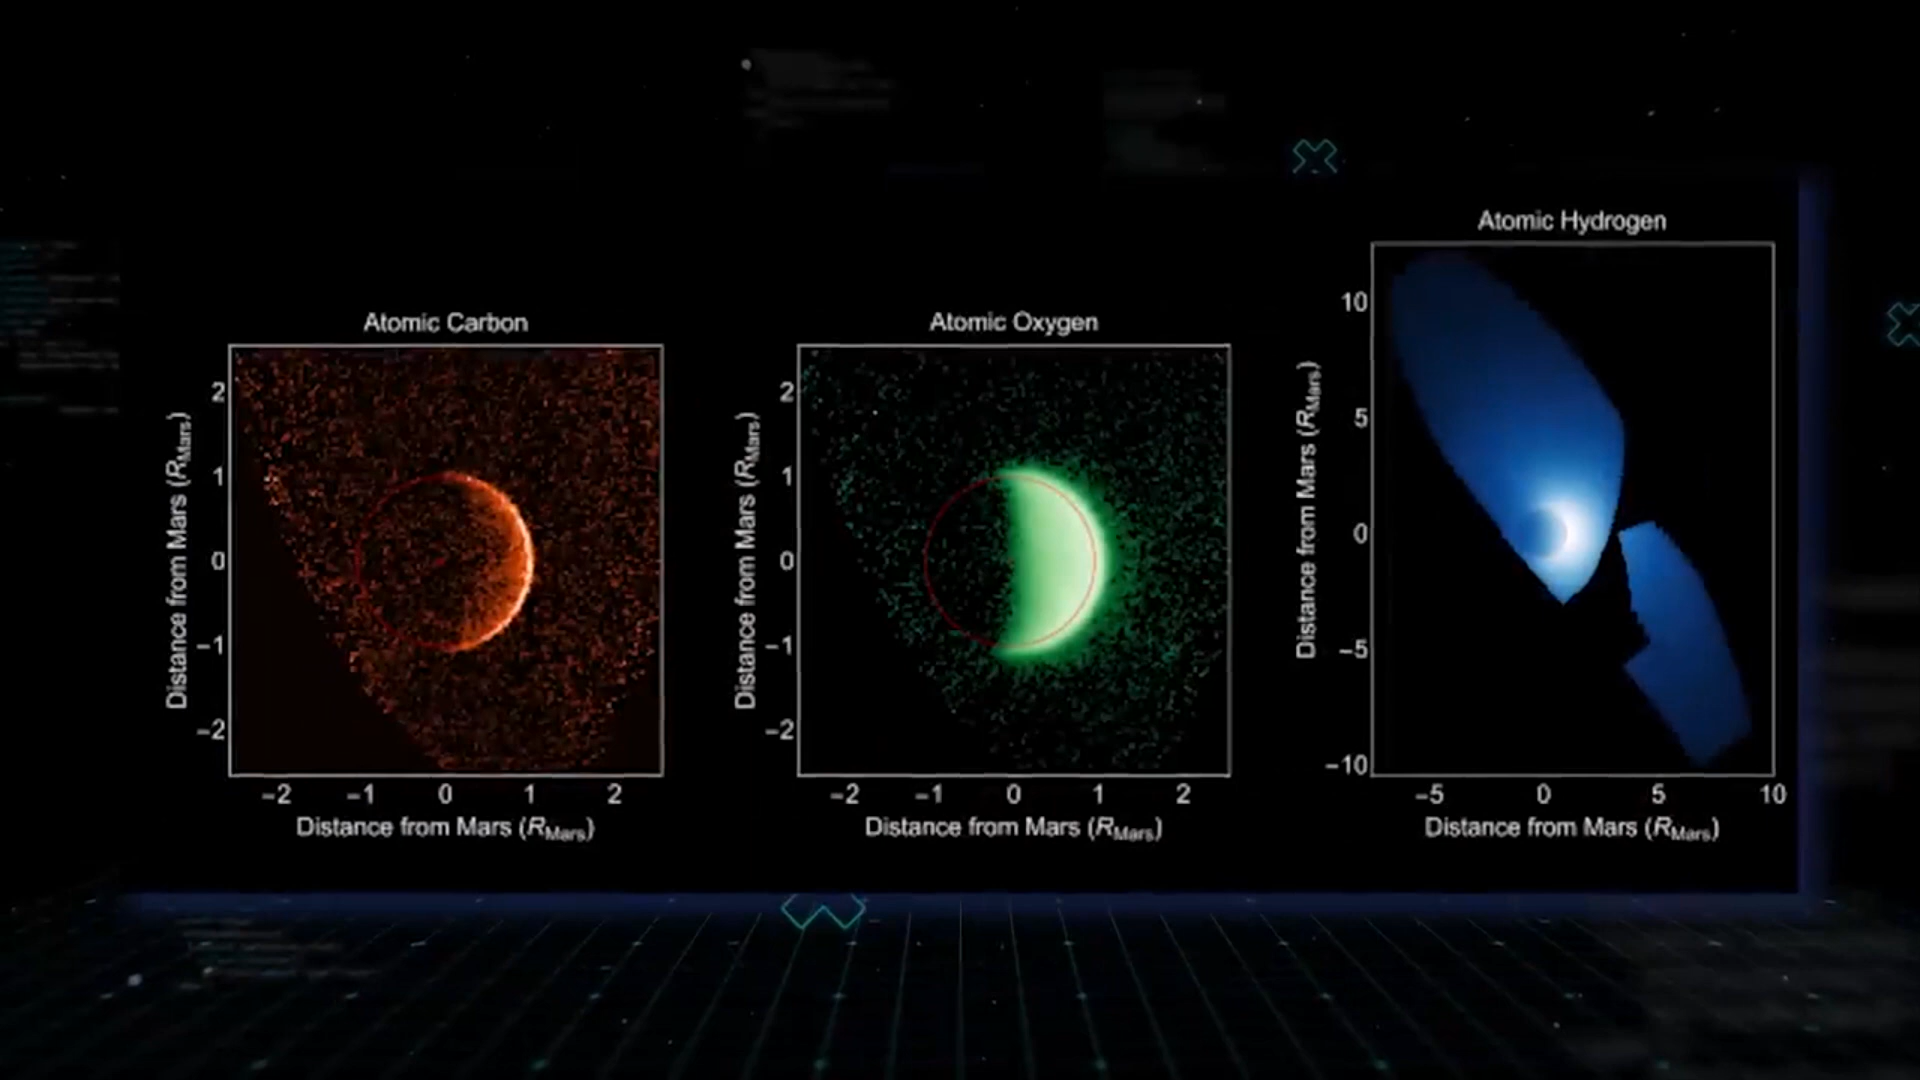 Atomic Carbon
2
1
0
−1
−2
Distance from Mars (RMars)
−2 −1 0 1 2
Distance from Mars (RMars)
Atomic Oxygen
2
1
0
−1
−2
Distance from Mars (RMars)
−2 −1 0 1 2
Distance from Mars (RMars)
Atomic Hydrogen
10
5
0
−5
−10
Distance from Mars (RMars)
−5 0 5 10
Distance from Mars (RMars)